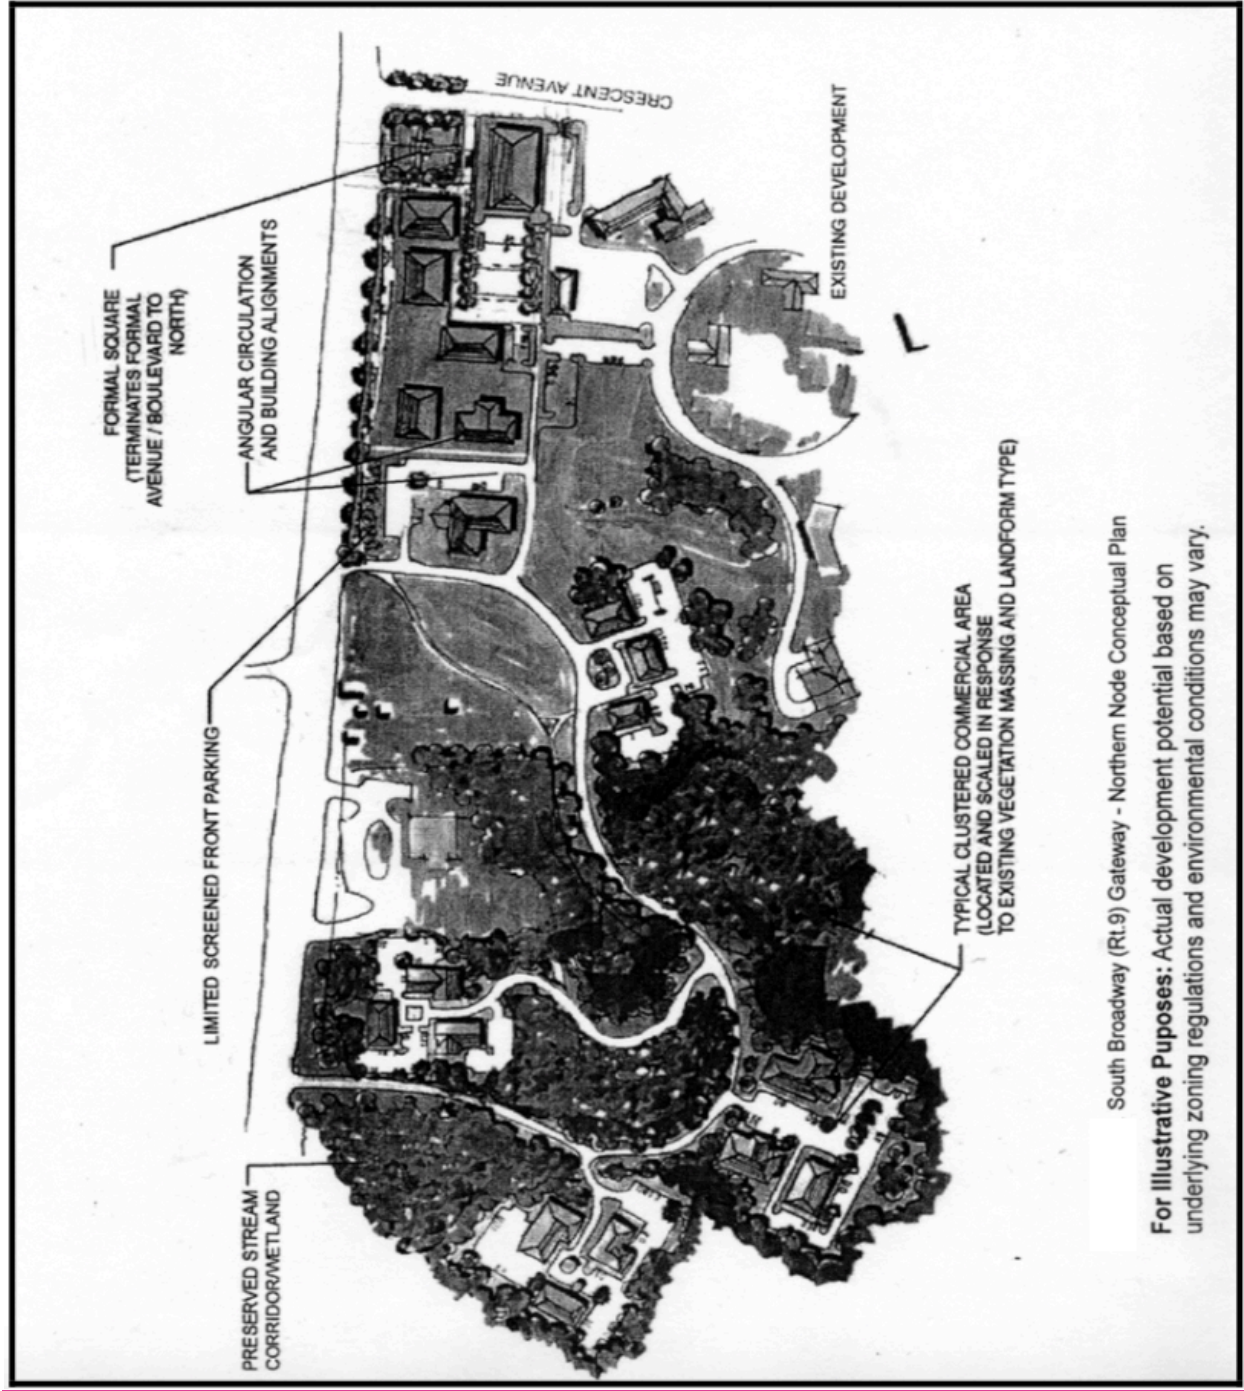 PRESERVED STREAM
CORRIDOR/WETLAND
LIMITED SCREENED FRONT PARKING
ANGULAR CIRCULATION
AND BUILDING ALIGNMENTS
FORMAL SQUARE
(TERMINATES FORMAL
AVENUE / BOULEVARD TO
NORTH)
CRESCENT AVENUE
EXISTING DEVELOPMENT
TYPICAL CLUSTERED COMMERCIAL AREA
(LOCATED AND SCALED IN RESPONSE
TO EXISTING VEGETATION MASSING AND LANDFORM TYPE)
South Broadway (Rt.9) Gateway - Northern Node Conceptual Plan
For Illustrative Puposes: Actual development potential based on
underlying zoning regulations and environmental conditions may vary.